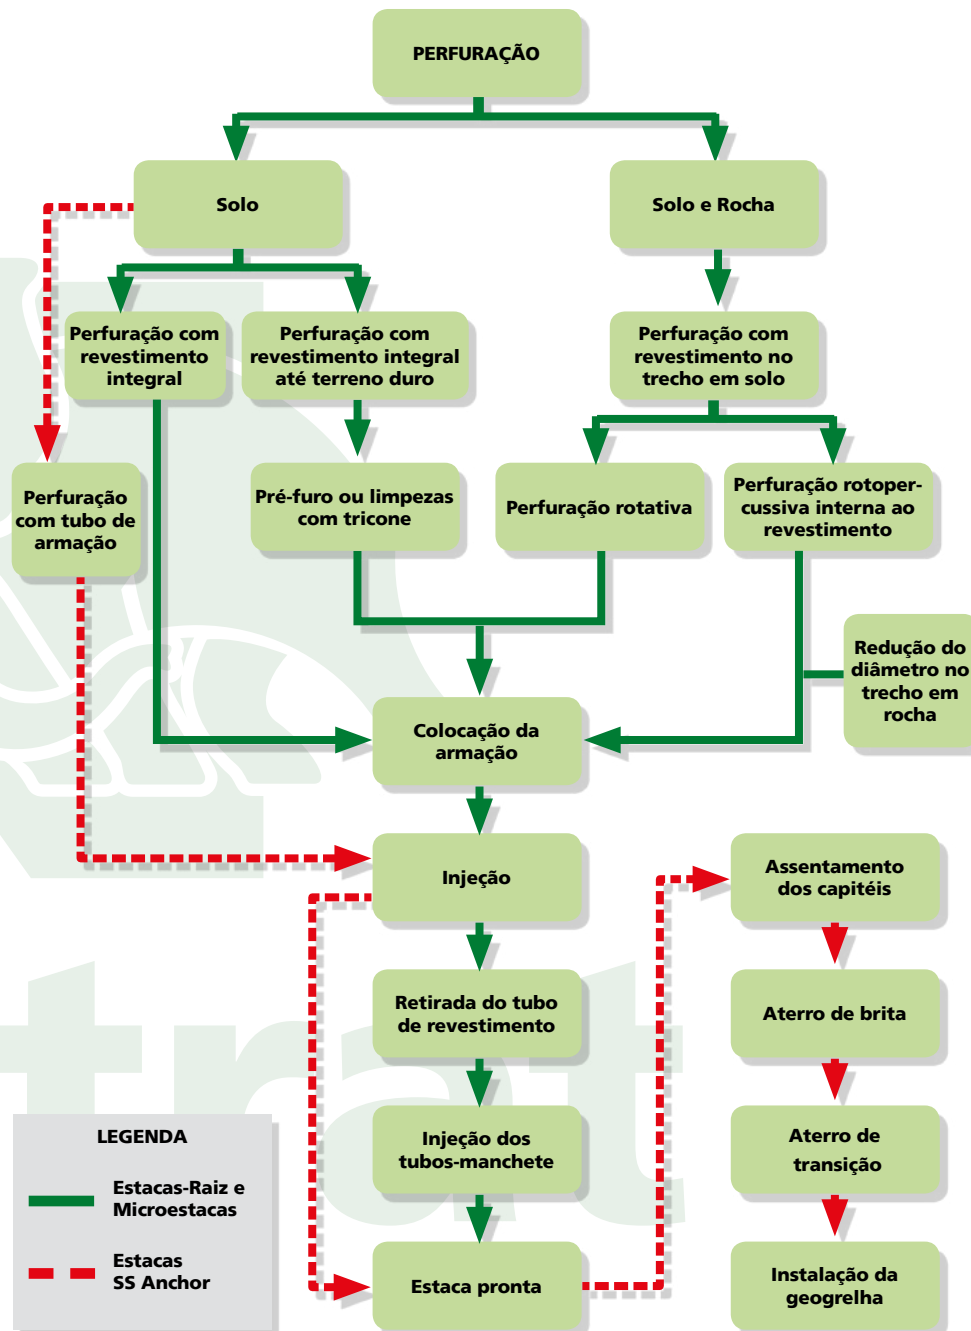 PERFURAÇÃO
Solo
Solo e Rocha
Perfuração com
revestimento
integral
Perfuração com
revestimento integral
até terreno duro
Perfuração com
revestimento no
trecho em solo
Perfuração
com tubo de
armação
Pré-furo ou limpezas
com tricone
Perfuração rotativa
Perfuração rotoper-
cussiva interna ao
revestimento
Redução do
diâmetro no
trecho em
rocha
Colocação da
armação
Injeção
Assentamento
dos capitéis
Retirada do tubo
de revestimento
Aterro de brita
Injeção dos
tubos-manchete
Aterro de
transição
Estaca pronta
Instalação da
geogrelha
LEGENDA
Estacas-Raiz e
Microestacas
Estacas
SS Anchor
trat